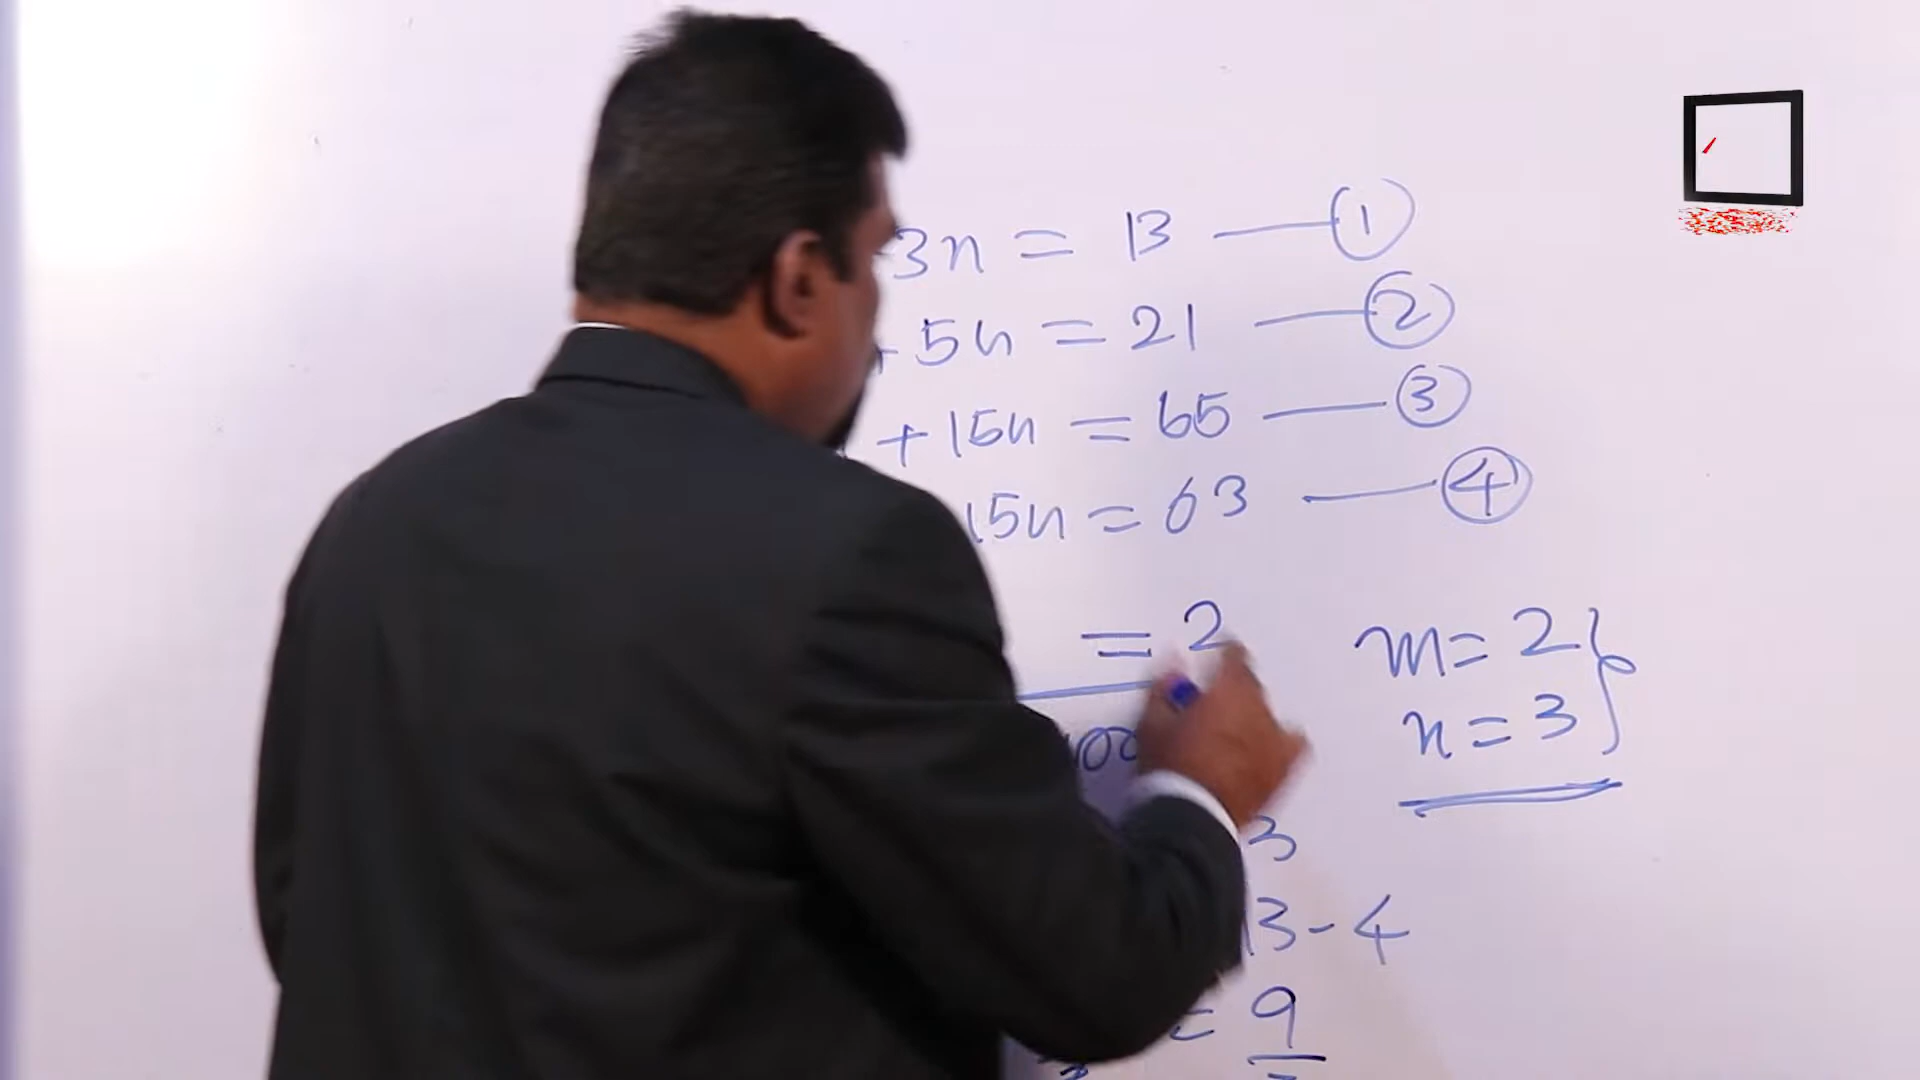 3n = 13 — ①
+ 5n = 21 — ②
+ 15n = 65 — ③
15n = 63 — ④
= 2
m = 2
n = 3
3
13 - 4
= 9